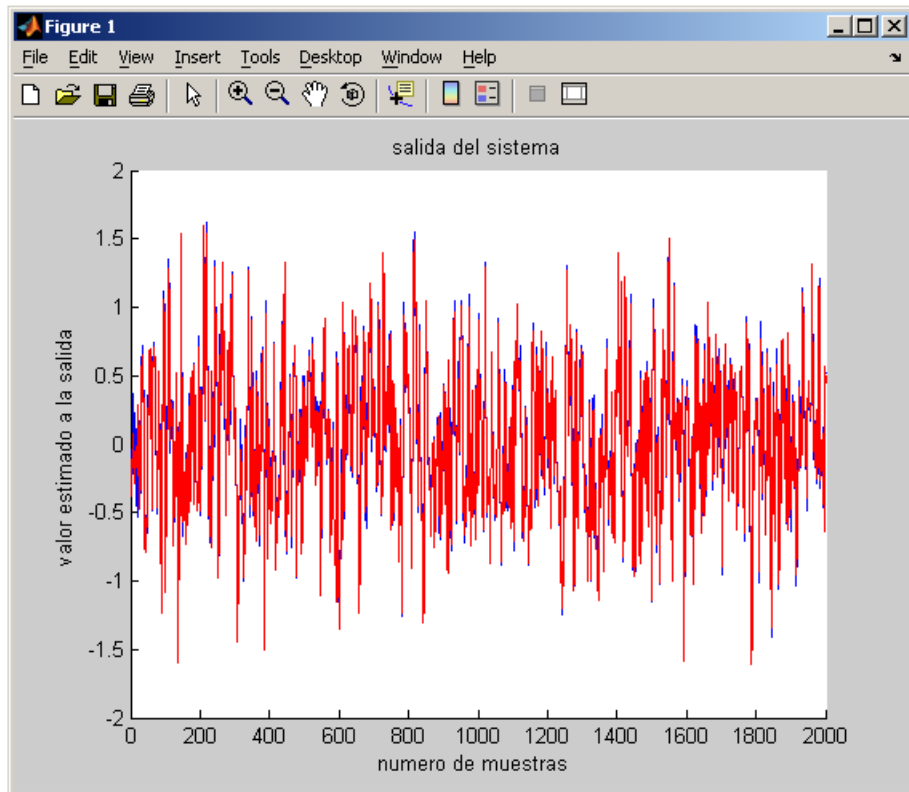 Figure 1
File Edit View Insert Tools Desktop Window Help
salida del sistema
2
1.5
1
0.5
0
-0.5
-1
-1.5
-2
valor estimado a la salida
0 200 400 600 800 1000 1200 1400 1600 1800 2000
numero de muestras